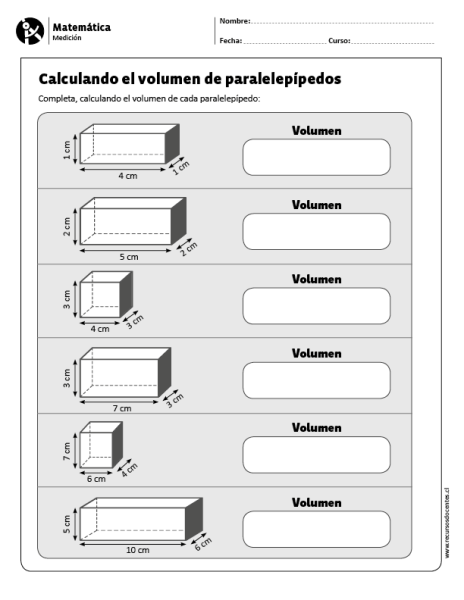 Matemática
Medición
Nombre:
Fecha: Curso:
Calculando el volumen de paralelepípedos
Completa, calculando el volumen de cada paralelepípedo:
Volumen
1 cm
4 cm
1 cm
Volumen
2 cm
5 cm
2 cm
Volumen
3 cm
4 cm
3 cm
Volumen
3 cm
7 cm
3 cm
Volumen
7 cm
6 cm
4 cm
Volumen
5 cm
10 cm
6 cm
www.recursosdocentes.cl